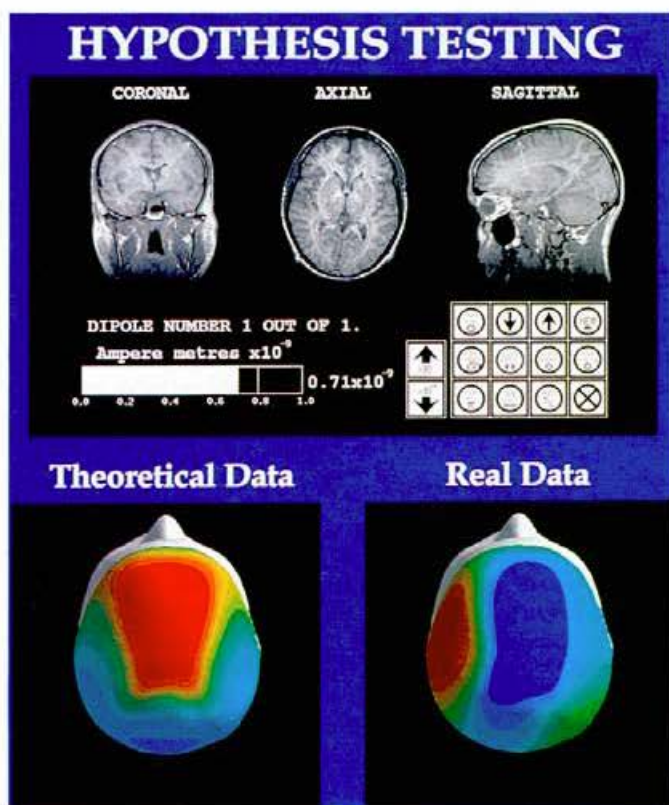 HYPOTHESIS TESTING
CORONAL AXIAL SAGITTAL
DIPOLE NUMBER 1 OUT OF 1.
Ampere metres x10⁻⁹
0.71x10⁻⁹
0.0 0.2 0.4 0.6 0.8 1.0
Theoretical Data Real Data